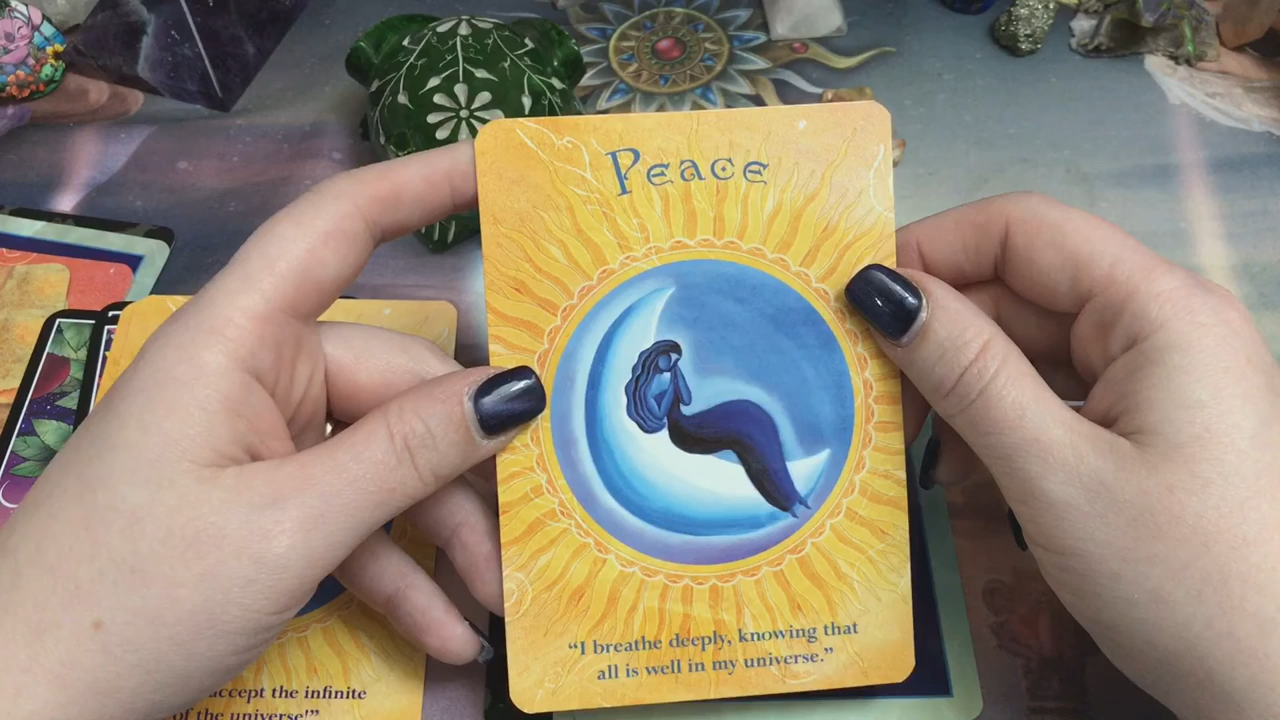 Peace
“I breathe deeply, knowing that
all is well in my universe.”
accept the infinite
of the universe!”